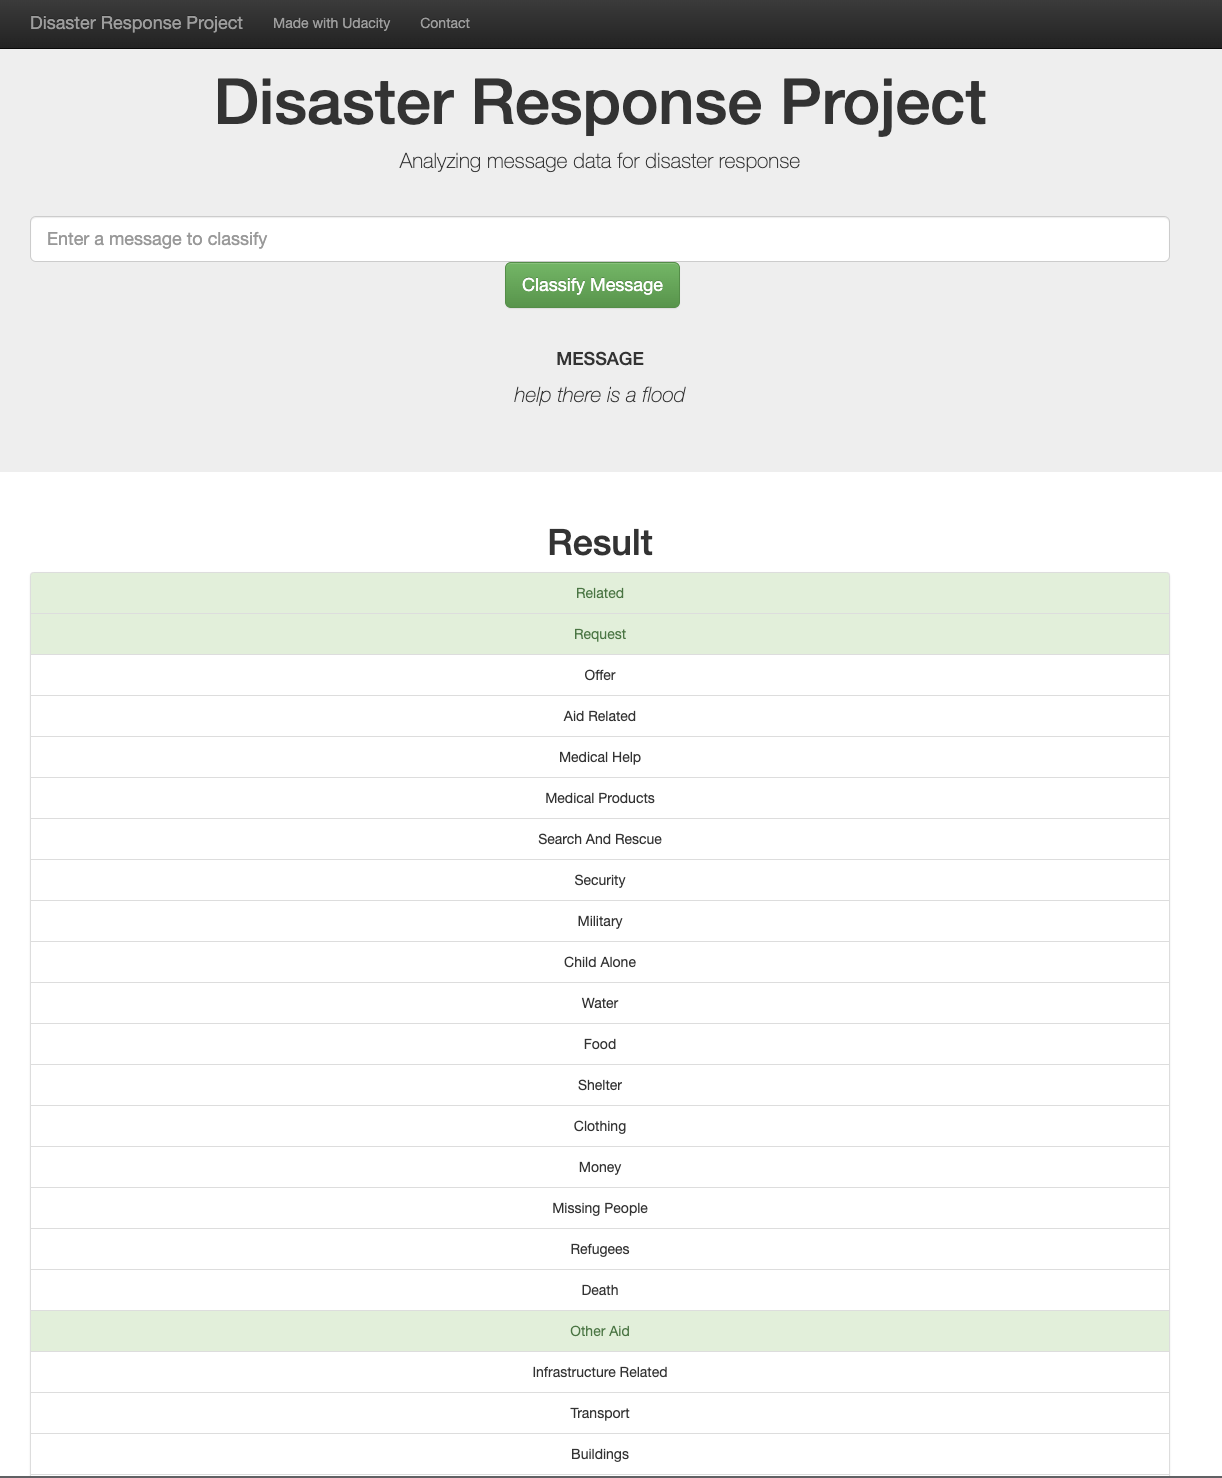 Disaster Response Project Made with Udacity Contact
Disaster Response Project
Analyzing message data for disaster response
Enter a message to classify
Classify Message
MESSAGE
help there is a flood
Result
Related
Request
Offer
Aid Related
Medical Help
Medical Products
Search And Rescue
Security
Military
Child Alone
Water
Food
Shelter
Clothing
Money
Missing People
Refugees
Death
Other Aid
Infrastructure Related
Transport
Buildings